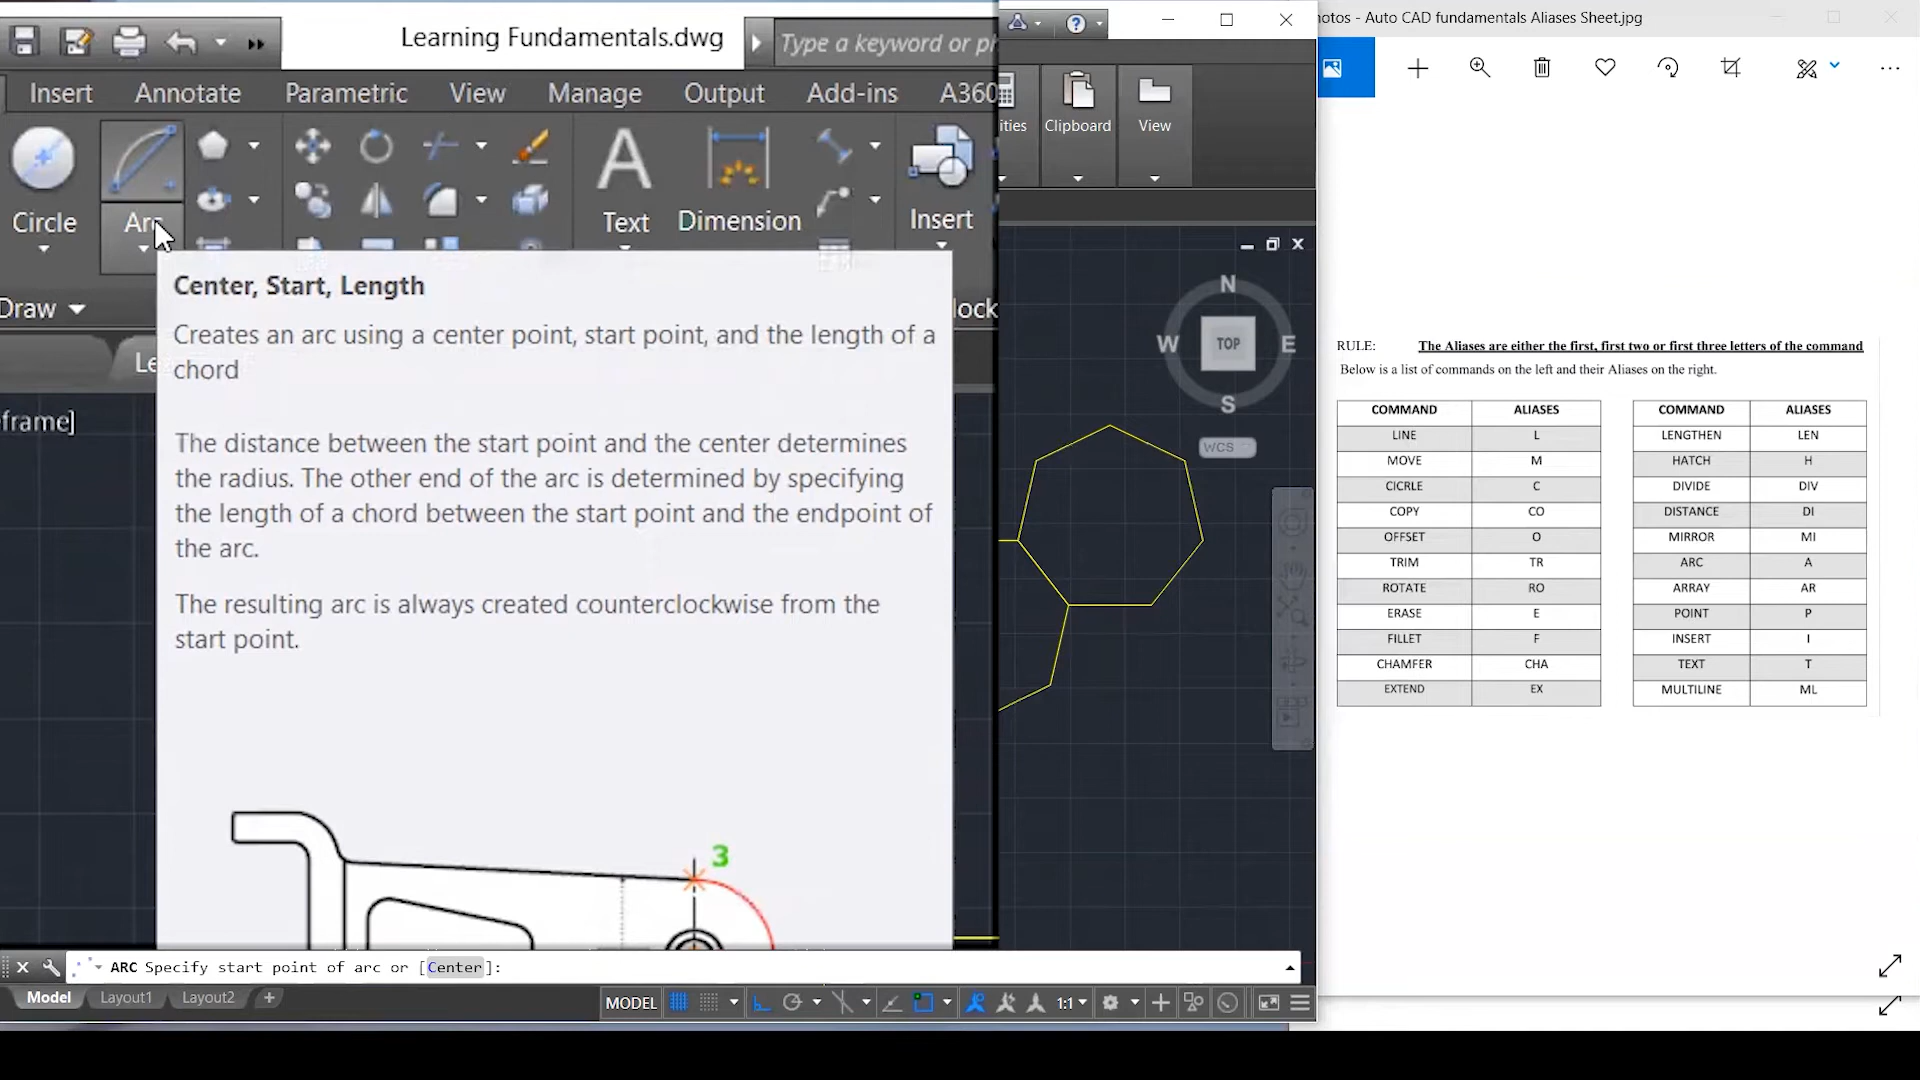 Learning Fundamentals.dwg
Type a keyword or
Insert Annotate Parametric View Manage Output Add-ins A360
Circle
Arc
Text
Dimension
Insert
Draw
lock
eframe]
Center, Start, Length
Creates an arc using a center point, start point, and the length of a
chord
The distance between the start point and the center determines
the radius. The other end of the arc is determined by specifying
the length of a chord between the start point and the endpoint of
the arc.
The resulting arc is always created counterclockwise from the
start point.
3
ities
Clipboard
View
N
W TOP E
S
WCS
ARC Specify start point of arc or [Center]:
Model Layout1 Layout2 +
MODEL 1:1
hotos - Auto CAD fundamentals Aliases Sheet.jpg
RULE: The Aliases are either the first, first two or first three letters of the command
Below is a list of commands on the left and their Aliases on the right.
COMMAND ALIASES
LINE L
MOVE M
CICRLE C
COPY CO
OFFSET O
TRIM TR
ROTATE RO
ERASE E
FILLET F
CHAMFER CHA
EXTEND EX
COMMAND ALIASES
LENGTHEN LEN
HATCH H
DIVIDE DIV
DISTANCE DI
MIRROR MI
ARC A
ARRAY AR
POINT P
INSERT I
TEXT T
MULTILINE ML